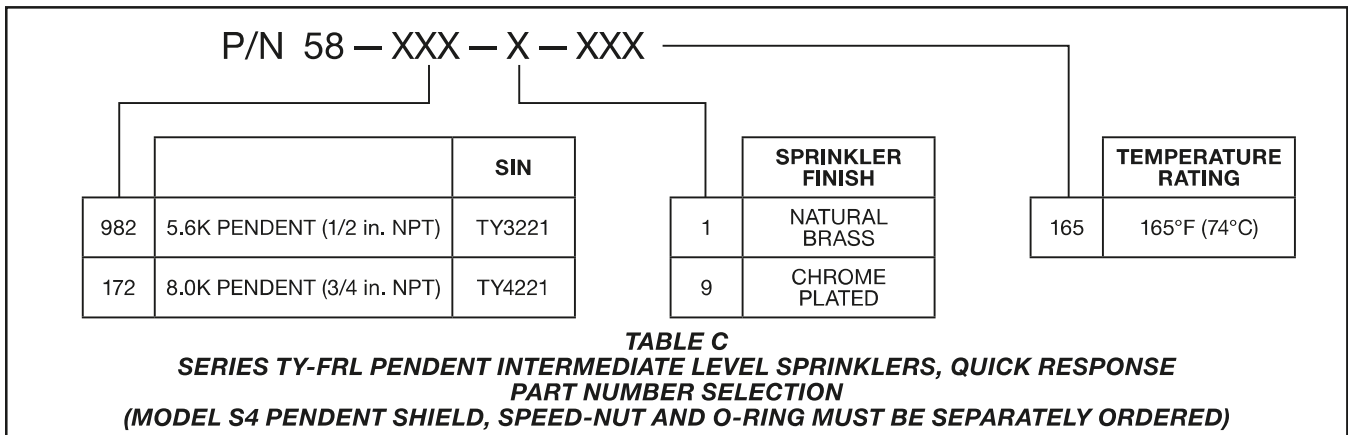 P/N 58 — XXX — X — XXX
SIN
982 5.6K PENDENT (1/2 in. NPT) TY3221
172 8.0K PENDENT (3/4 in. NPT) TY4221
SPRINKLER
FINISH
1 NATURAL
BRASS
9 CHROME
PLATED
TEMPERATURE
RATING
165 165°F (74°C)
TABLE C
SERIES TY-FRL PENDENT INTERMEDIATE LEVEL SPRINKLERS, QUICK RESPONSE
PART NUMBER SELECTION
(MODEL S4 PENDENT SHIELD, SPEED-NUT AND O-RING MUST BE SEPARATELY ORDERED)